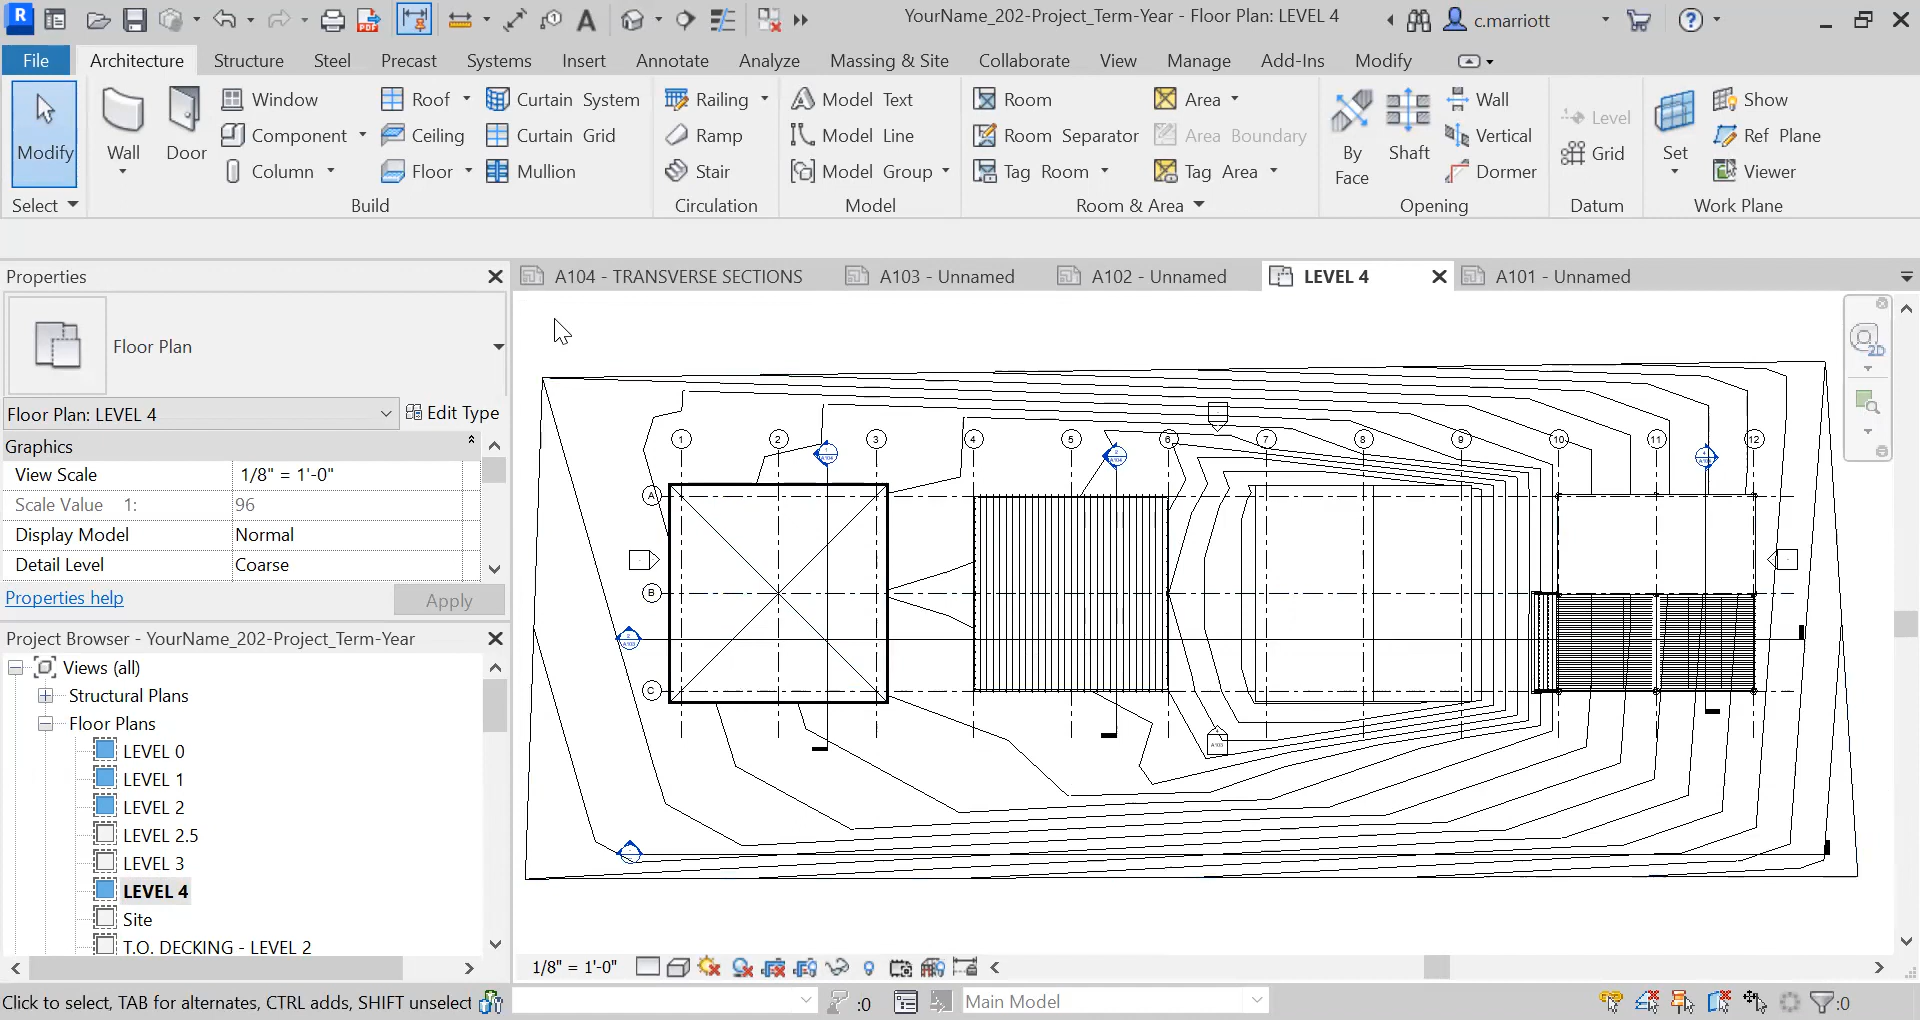 R PDF A YourName_202-Project_Term-Year - Floor Plan: LEVEL 4 c.marriott ?
File Architecture Structure Steel Precast Systems Insert Annotate Analyze Massing & Site Collaborate View Manage Add-Ins Modify
Window Roof Curtain System Railing Model Text Room Area Wall Show
Component Ceiling Curtain Grid Ramp Model Line Room Separator Area Boundary Vertical Level Ref Plane
Modify Wall Door By Face Shaft Grid Set
Column Floor Mullion Stair Model Group Tag Room Tag Area Dormer Viewer
Select Build Circulation Model Room & Area Opening Datum Work Plane
Properties A104 - TRANSVERSE SECTIONS A103 - Unnamed A102 - Unnamed LEVEL 4 A101 - Unnamed
Floor Plan
2D
Floor Plan: LEVEL 4 Edit Type
Graphics
View Scale 1/8" = 1'-0"
Scale Value 1: 96
Display Model Normal
Detail Level Coarse
Properties help Apply
Project Browser - YourName_202-Project_Term-Year
Views (all)
Structural Plans
Floor Plans
LEVEL 0
LEVEL 1
LEVEL 2
LEVEL 2.5
LEVEL 3
LEVEL 4
Site
T.O. DECKING - LEVEL 2
1 2 3 4 5 6 7 8 9 10 11 12
A
B
C
1/8" = 1'-0"
Click to select, TAB for alternates, CTRL adds, SHIFT unselect :0 Main Model :0